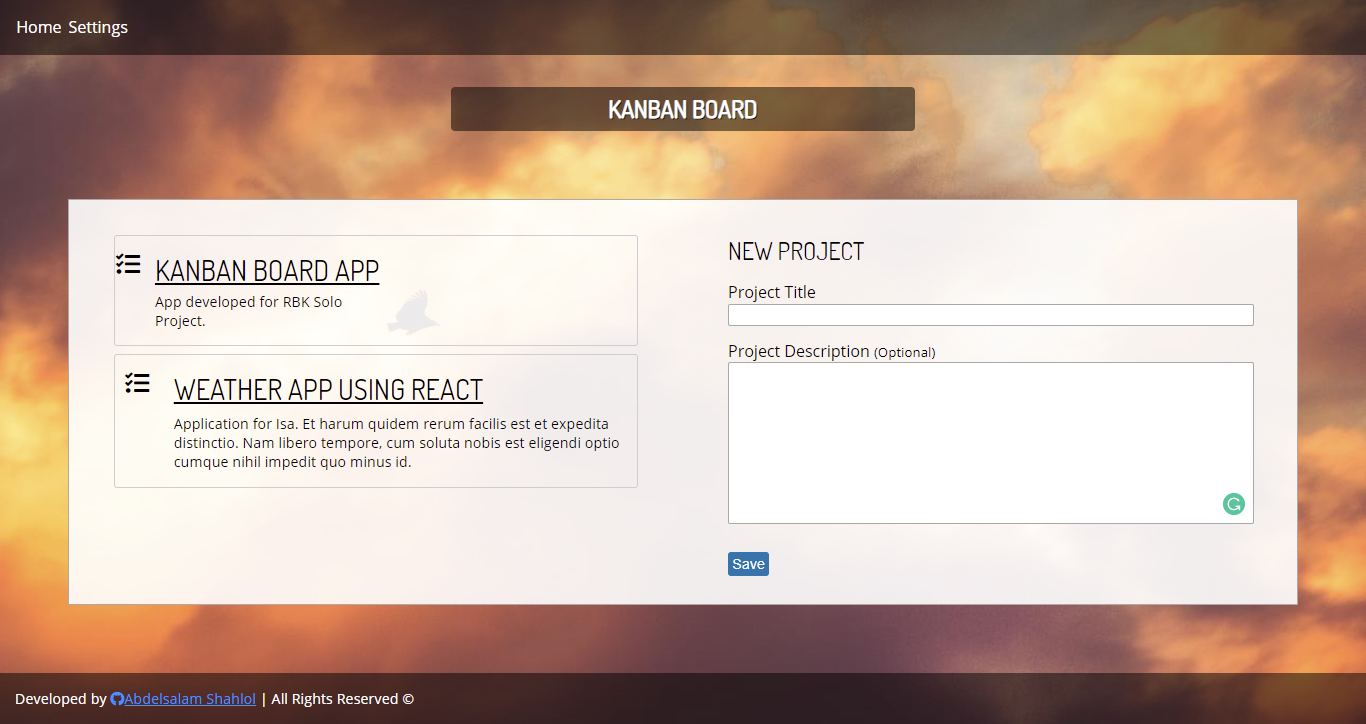 Home Settings
KANBAN BOARD
KANBAN BOARD APP
App developed for RBK Solo
Project.
WEATHER APP USING REACT
Application for Isa. Et harum quidem rerum facilis est et expedita
distinctio. Nam libero tempore, cum soluta nobis est eligendi optio
cumque nihil impedit quo minus id.
NEW PROJECT
Project Title
Project Description (Optional)
Save
Developed by Abdelsalam Shahlol | All Rights Reserved ©